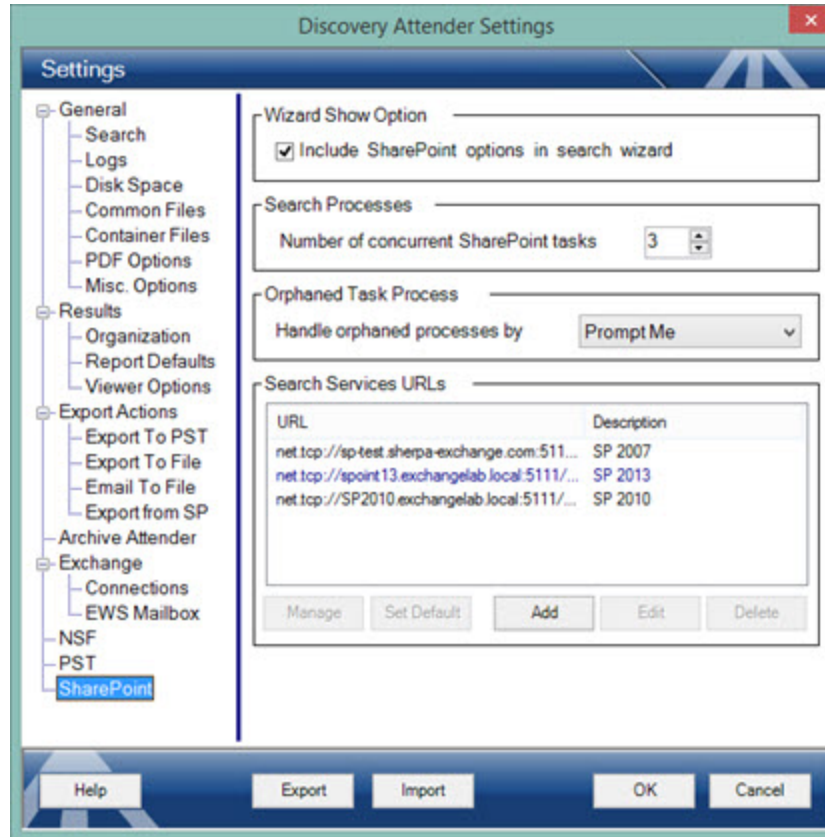 Discovery Attender Settings
Settings
General
Search
Logs
Disk Space
Common Files
Container Files
PDF Options
Misc. Options
Results
Organization
Report Defaults
Viewer Options
Export Actions
Export To PST
Export To File
Email To File
Export from SP
Archive Attender
Exchange
Connections
EWS Mailbox
NSF
PST
SharePoint
Wizard Show Option
Include SharePoint options in search wizard
Search Processes
Number of concurrent SharePoint tasks 3
Orphaned Task Process
Handle orphaned processes by Prompt Me
Search Services URLs
URL Description
net.tcp://sp-test.sherpa-exchange.com:511... SP 2007
net.tcp://spoint13.exchangelab.local:5111/... SP 2013
net.tcp://SP2010.exchangelab.local:5111/... SP 2010
Manage Set Default Add Edit Delete
Help Export Import OK Cancel